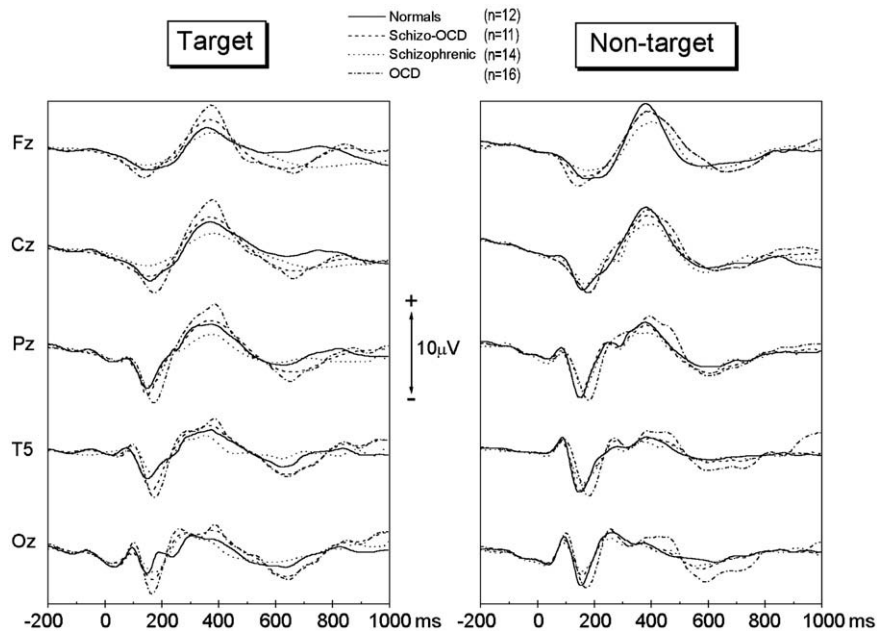 Target
Normals (n=12)
Schizo-OCD (n=11)
Schizophrenic (n=14)
OCD (n=16)
Non-target
Fz
Cz
Pz
T5
Oz
+
10μV
-
-200 0 200 400 600 800 1000 ms
-200 0 200 400 600 800 1000 ms